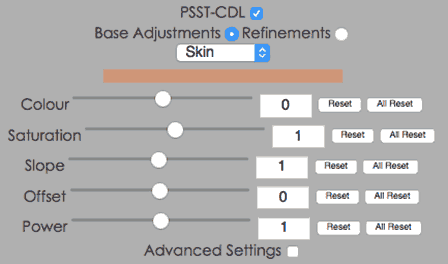 PSST-CDL
Base Adjustments Refinements
Skin
Colour 0 Reset All Reset
Saturation 1 Reset All Reset
Slope 1 Reset All Reset
Offset 0 Reset All Reset
Power 1 Reset All Reset
Advanced Settings